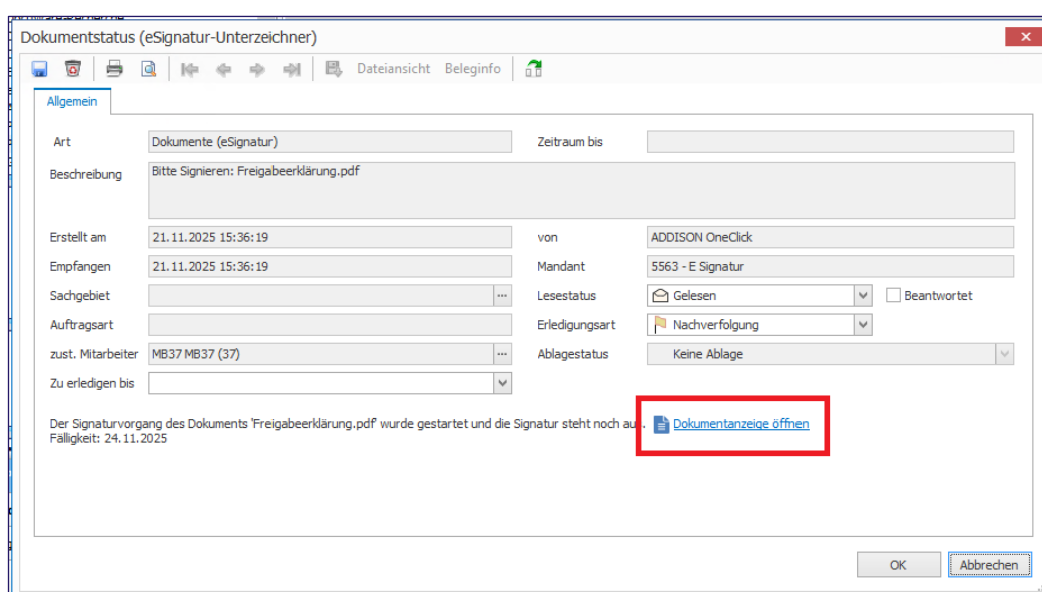 Dokumentstatus (eSignatur-Unterzeichner)
Dateiansicht Beleginfo
Allgemein
Art Dokumente (eSignatur) Zeitraum bis
Beschreibung Bitte Signieren: Freigabeerklärung.pdf
Erstellt am 21.11.2025 15:36:19 von ADDISON OneClick
Empfangen 21.11.2025 15:36:19 Mandant 5563 - E Signatur
Sachgebiet ... Lesestatus Gelesen Beantwortet
Auftragsart Erledigungsart Nachverfolgung
zust. Mitarbeiter MB37 MB37 (37) ... Ablagestatus Keine Ablage
Zu erledigen bis
Der Signaturvorgang des Dokuments 'Freigabeerklärung.pdf' wurde gestartet und die Signatur steht noch au . Dokumentanzeige öffnen
Fälligkeit: 24.11.2025
OK Abbrechen